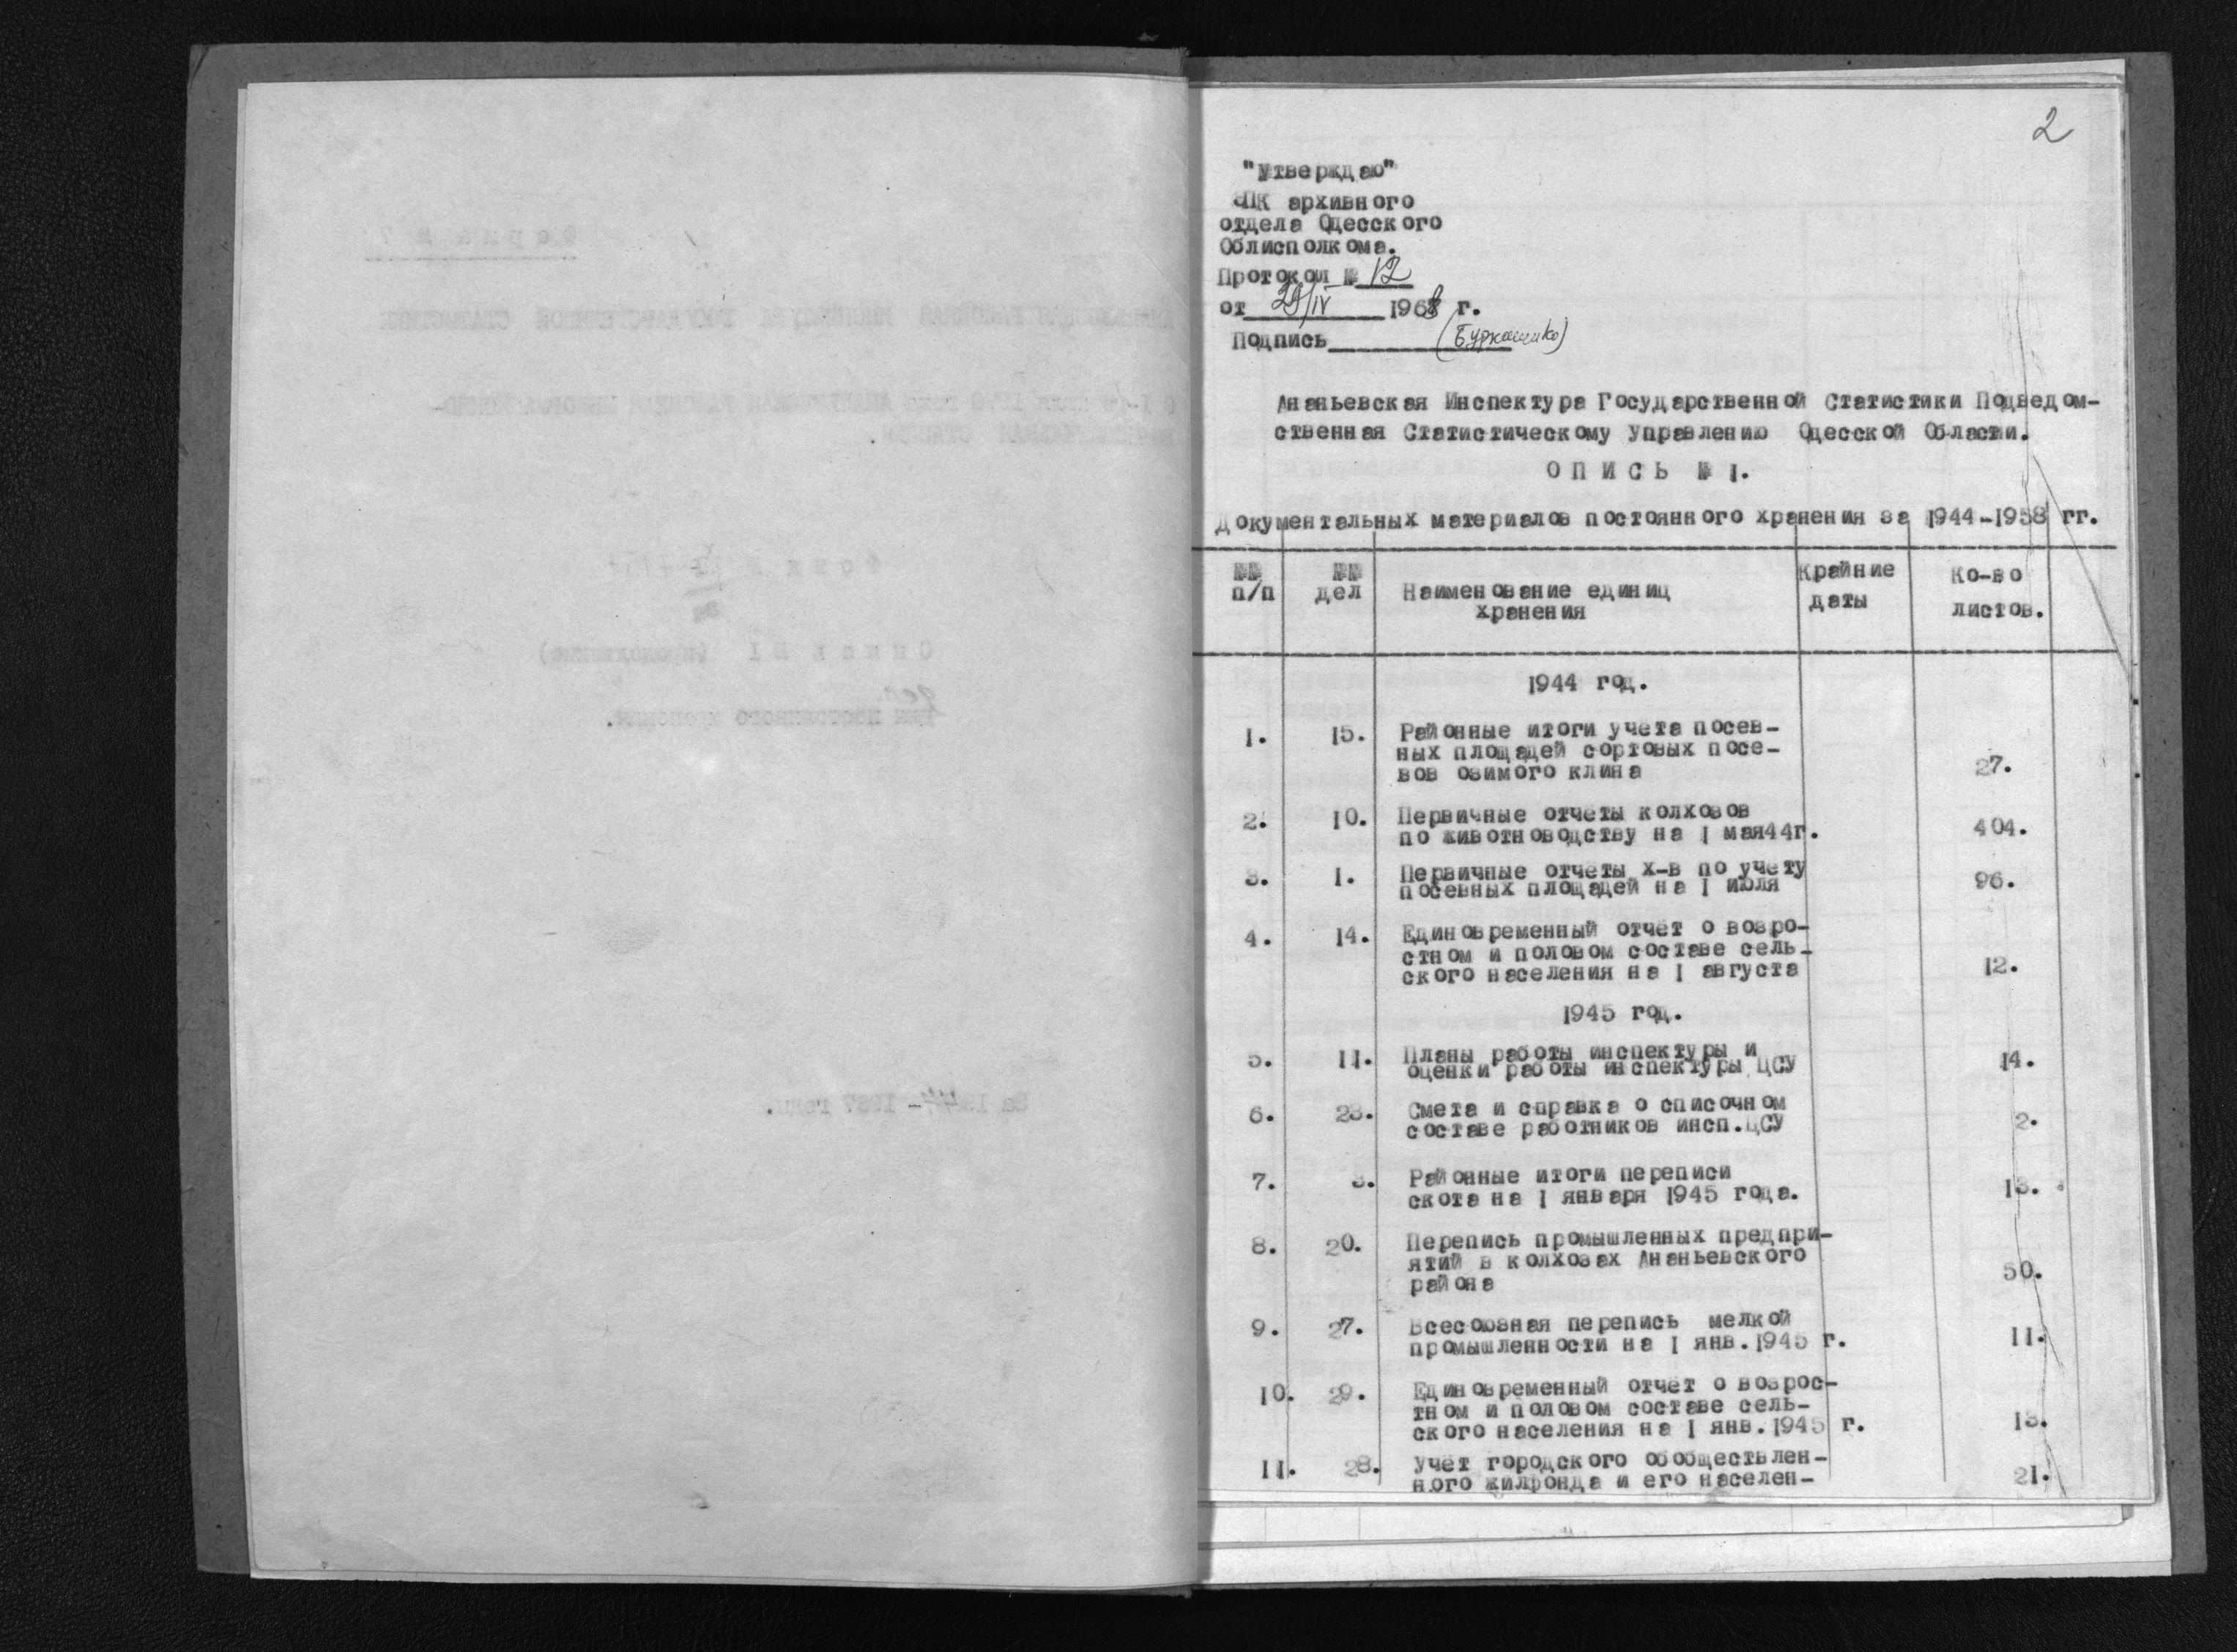 2
"Утверждаю"
ЭПК архивного
отдела Одесского
Облисполкома.
Протокол № 12
от 29/IV 1968 г.
Подпись
Ананьевская Инспектура Государственной Статистики Подведом-
ственная Статистическому Управлению Одесской Области.
ОПИСЬ № I.
Документальных материалов постоянного хранения за 1944-1958 гг.
№№ п/п №№ дел Наименование единиц хранения Крайние даты Ко-во листов.
1944 год.
1. 15. Районные итоги учета посев-
ных площадей сортовых посе-
вов озимого клина 27.
2. 10. Первичные отчеты колхозов
по животноводству на I мая44г. 404.
3. 1. Первичные отчеты х-в по учету
посевных площадей на I июля 96.
4. 14. Единовременный отчет о возро-
стном и половом составе сель-
ского населения на I августа 12.
1945 год.
5. 11. Планы работы инспектуры и
оценки работы инспектуры ЦСУ 14.
6. 23. Смета и справка о списочном
составе работников инсп.ЦСУ 2.
7. 3. Районные итоги переписи
скота на I января 1945 года. 13.
8. 20. Перепись промышленных предпри-
ятий в колхозах Ананьевского
района 50.
9. 27. Всесоюзная перепись мелкой
промышленности на I янв.1945 г. 11.
10. 29. Единовременный отчет о возрос-
тном и половом составе сель-
ского населения на I янв.1945 г. 13.
11. 28. Учет городского обобществлен-
ного жилфонда и его населен- 21.